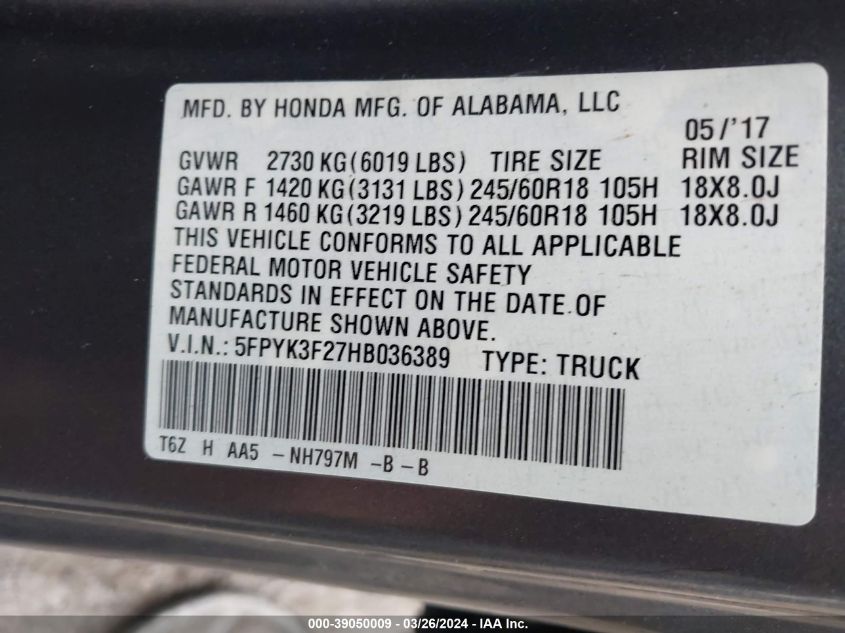 MFD. BY HONDA MFG. OF ALABAMA, LLC
05/'17
GVWR 2730 KG (6019 LBS) TIRE SIZE RIM SIZE
GAWR F 1420 KG (3131 LBS) 245/60R18 105H 18X8.0J
GAWR R 1460 KG (3219 LBS) 245/60R18 105H 18X8.0J
THIS VEHICLE CONFORMS TO ALL APPLICABLE
FEDERAL MOTOR VEHICLE SAFETY
STANDARDS IN EFFECT ON THE DATE OF
MANUFACTURE SHOWN ABOVE.
V.I.N.: 5FPYK3F27HB036389 TYPE: TRUCK
T6Z H AA5 -NH797M -B-B
000-39050009 - 03/26/2024 - IAA Inc.